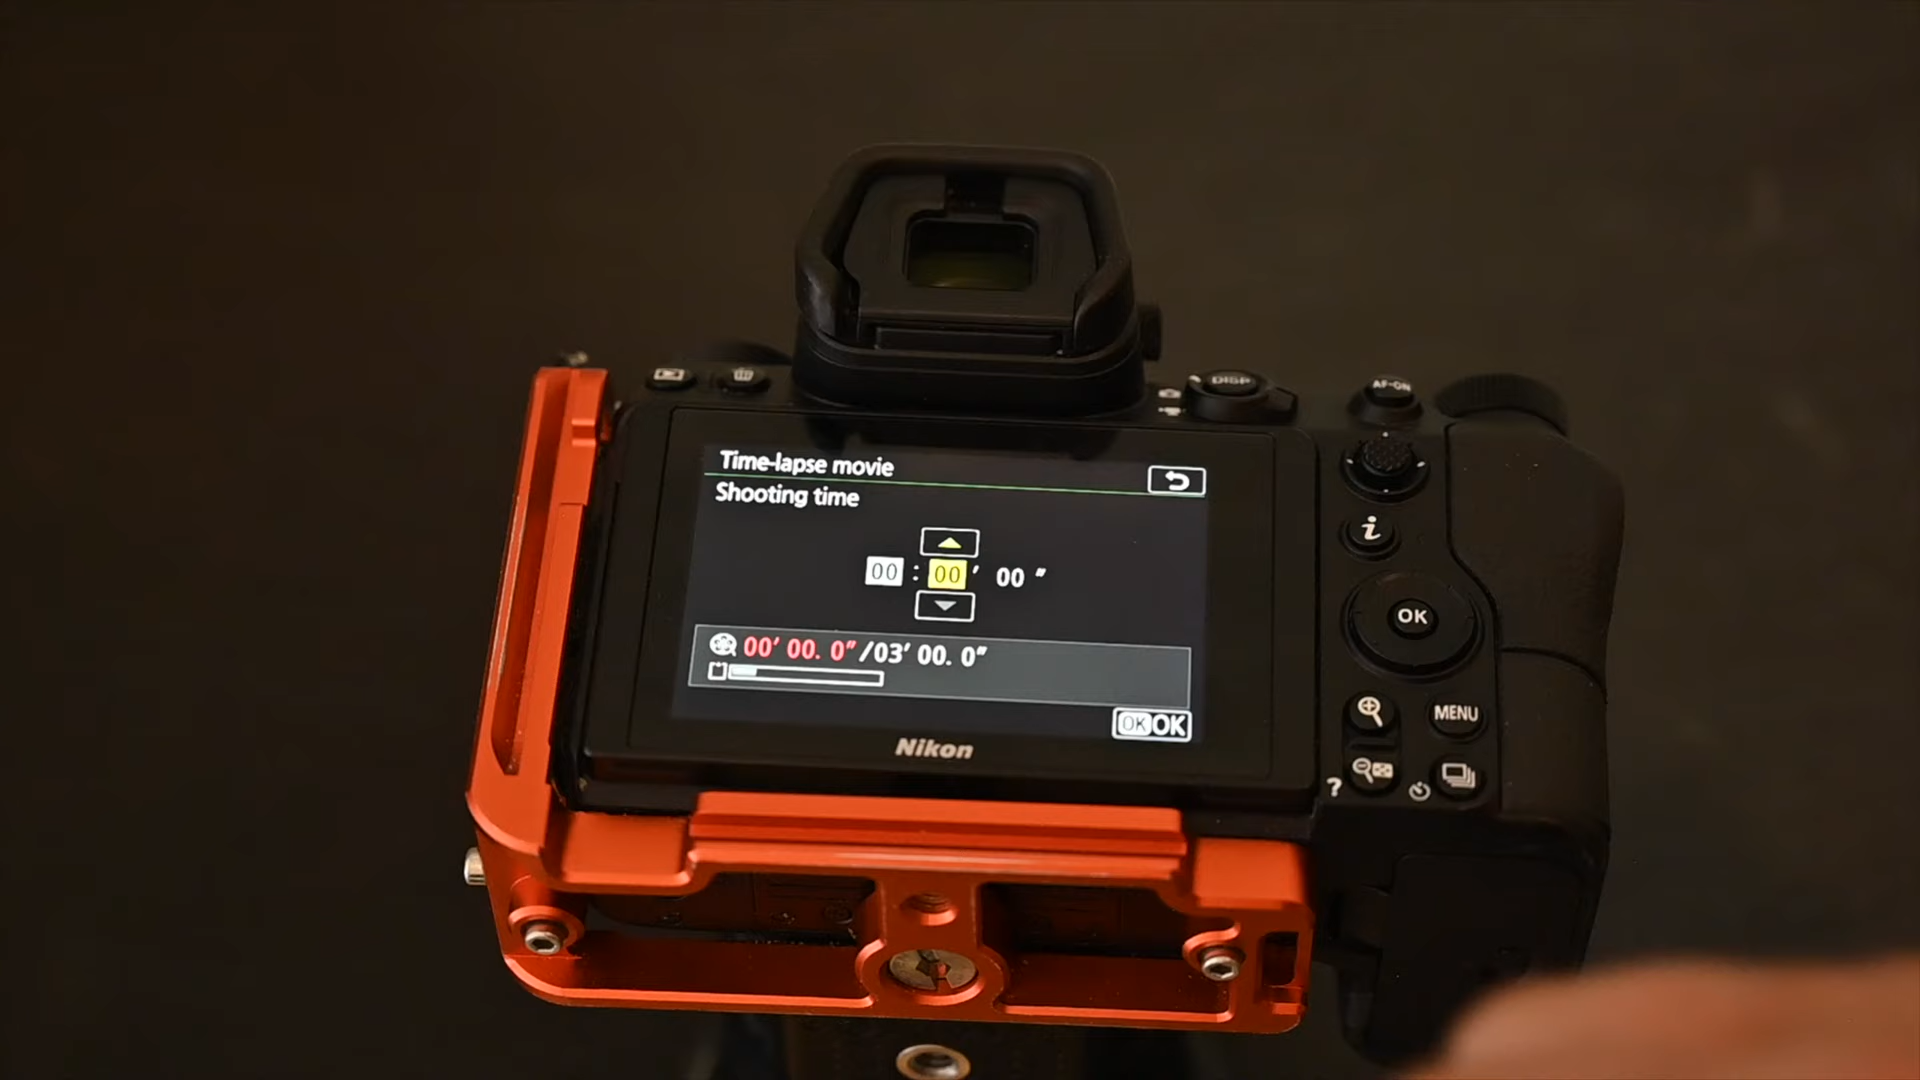 DISP
AF-ON
Time-lapse movie
Shooting time
00 : 00 ' 00 "
00' 00. 0" /03' 00. 0"
OK OK
Nikon
i
OK
MENU
?